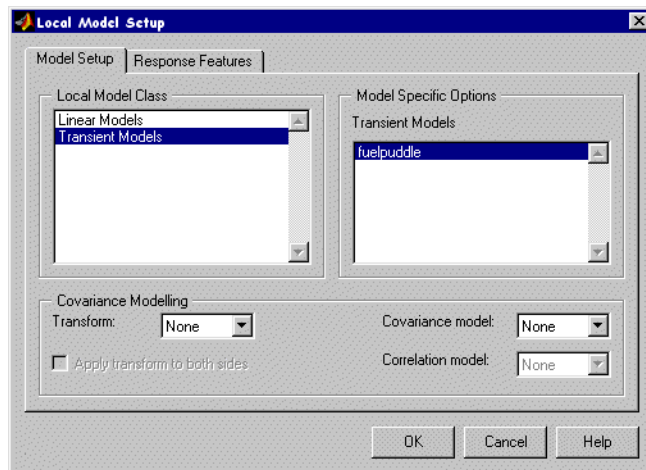 Local Model Setup
Model Setup
Response Features
Local Model Class
Linear Models
Transient Models
Model Specific Options
Transient Models
fuelpuddle
Covariance Modelling
Transform:
None
Covariance model:
None
Apply transform to both sides
Correlation model:
None
OK
Cancel
Help